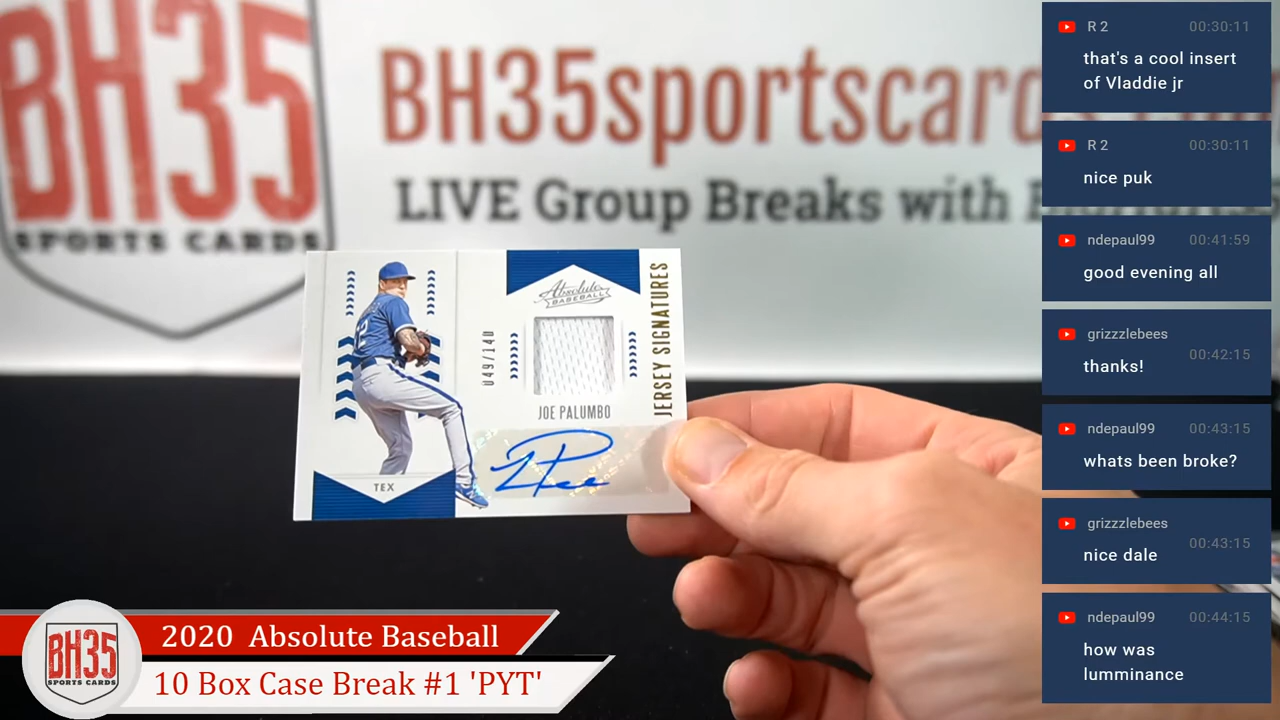 BH35
SPORTS CARDS
BH35sportscards
LIVE Group Breaks with
Absolute
BASEBALL
JERSEY SIGNATURES
049/140
JOE PALUMBO
TEX
BH35
SPORTS CARDS
2020 Absolute Baseball
10 Box Case Break #1 'PYT'
R 2 00:30:11
that's a cool insert
of Vladdie jr
R 2 00:30:11
nice puk
ndepaul99 00:41:59
good evening all
grizzzlebees 00:42:15
thanks!
ndepaul99 00:43:15
whats been broke?
grizzzlebees 00:43:15
nice dale
ndepaul99 00:44:15
how was
lumminance